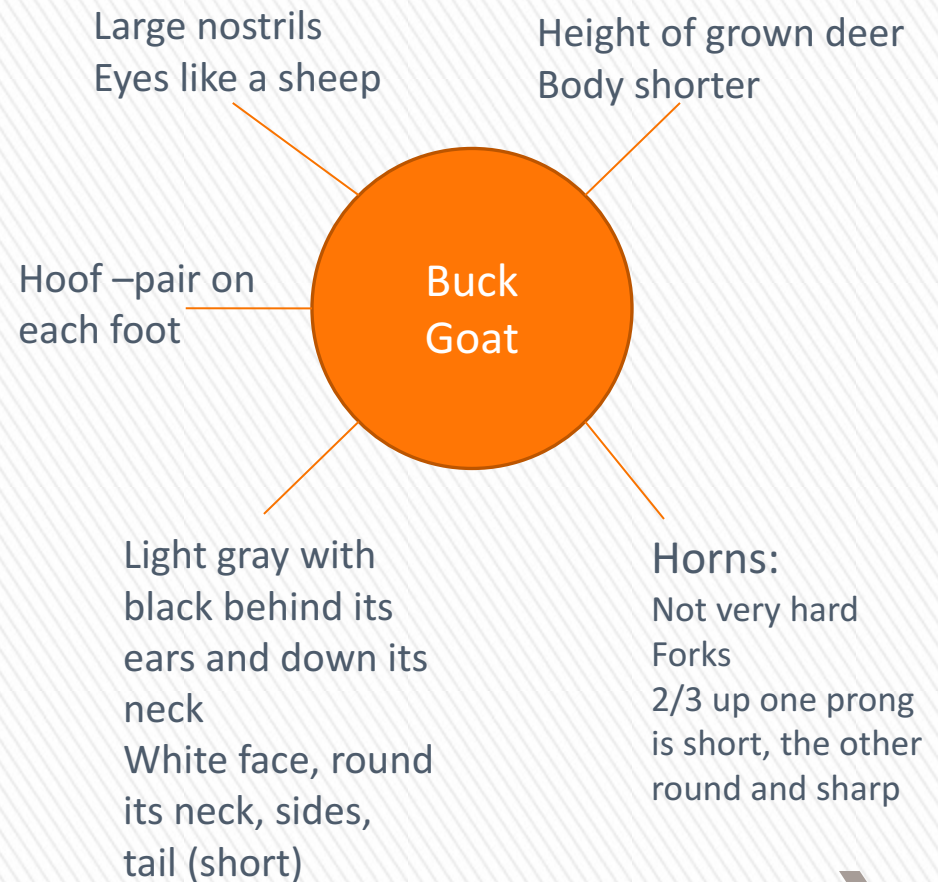 Large nostrils
Eyes like a sheep
Height of grown deer
Body shorter
Hoof –pair on
each foot
Buck
Goat
Light gray with
black behind its
ears and down its
neck
White face, round
its neck, sides,
tail (short)
Horns:
Not very hard
Forks
2/3 up one prong
is short, the other
round and sharp